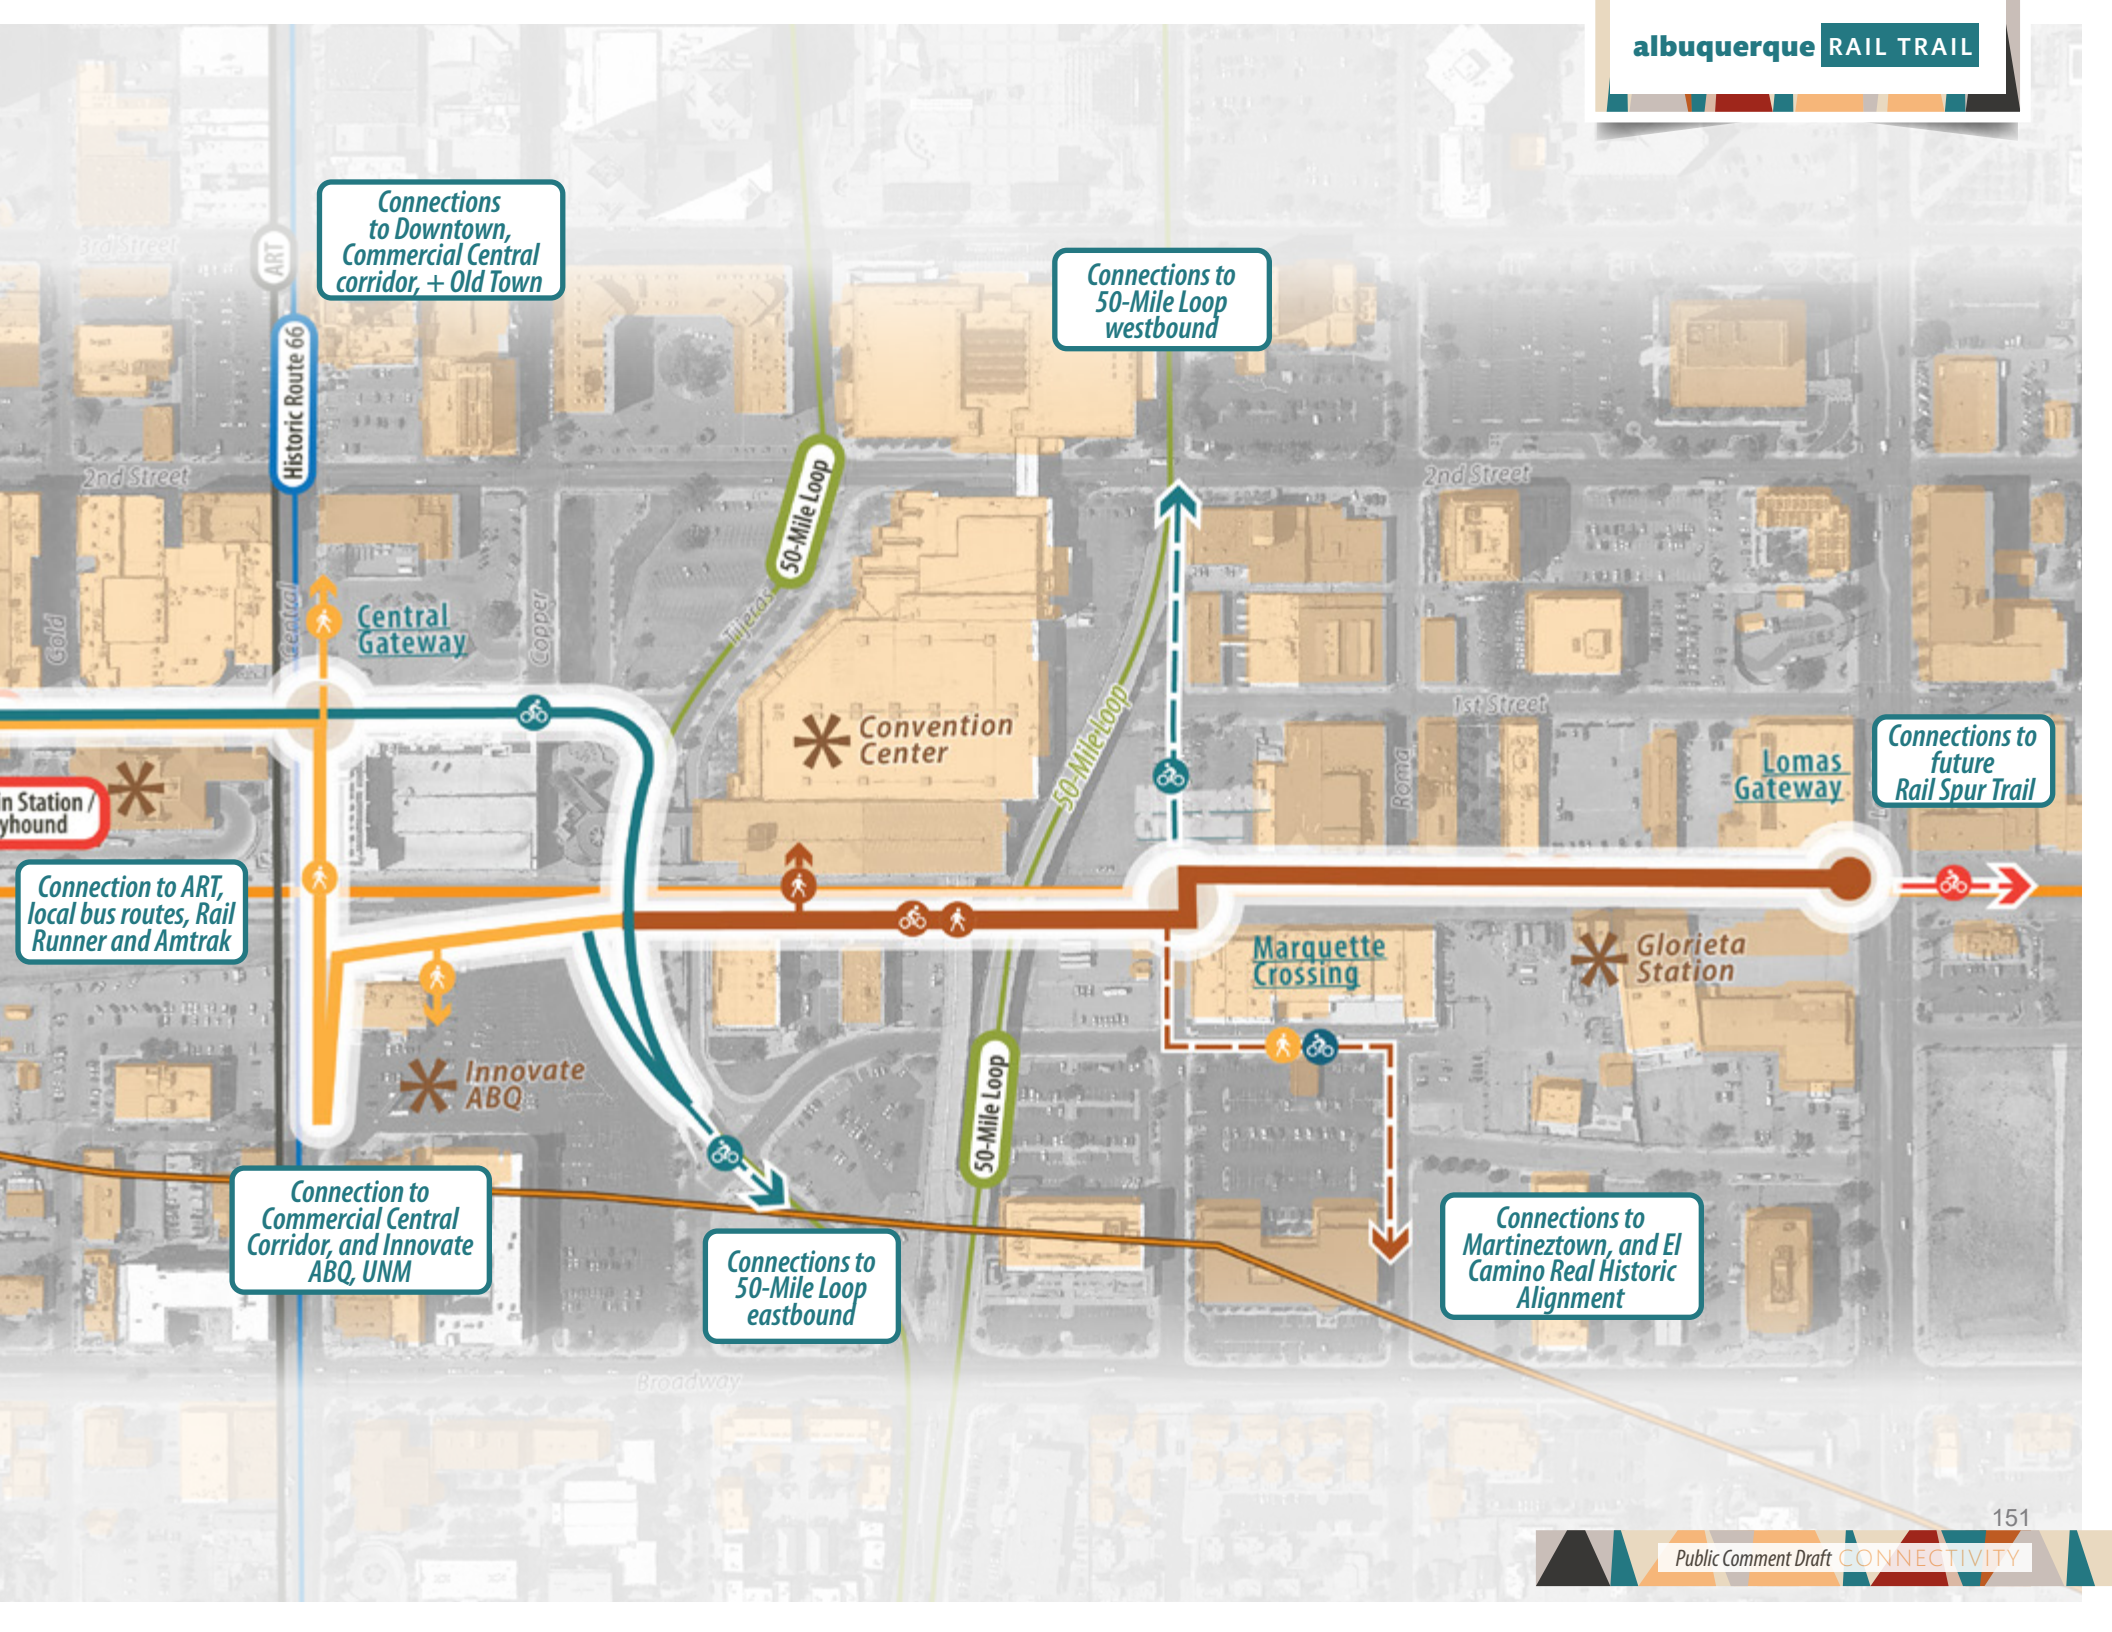 albuquerque RAIL TRAIL
Connections
to Downtown,
Commercial Central
corridor, + Old Town
3rd Street
ART
Connections to
50-Mile Loop
westbound
Historic Route 66
2nd Street
50-Mile Loop
2nd Street
Gold
Central
Central
Gateway
Copper
Tijeras
50-Mile Loop
1st Street
Convention
Center
Roma
Lomas
Gateway
Connections to
future
Rail Spur Trail
in Station /
yhound
Connection to ART,
local bus routes, Rail
Runner and Amtrak
Marquette
Crossing
Glorieta
Station
Innovate
ABQ
50-Mile Loop
Connection to
Commercial Central
Corridor, and Innovate
ABQ, UNM
Connections to
50-Mile Loop
eastbound
Connections to
Martineztown, and El
Camino Real Historic
Alignment
Broadway
151
Public Comment Draft CONNECTIVITY